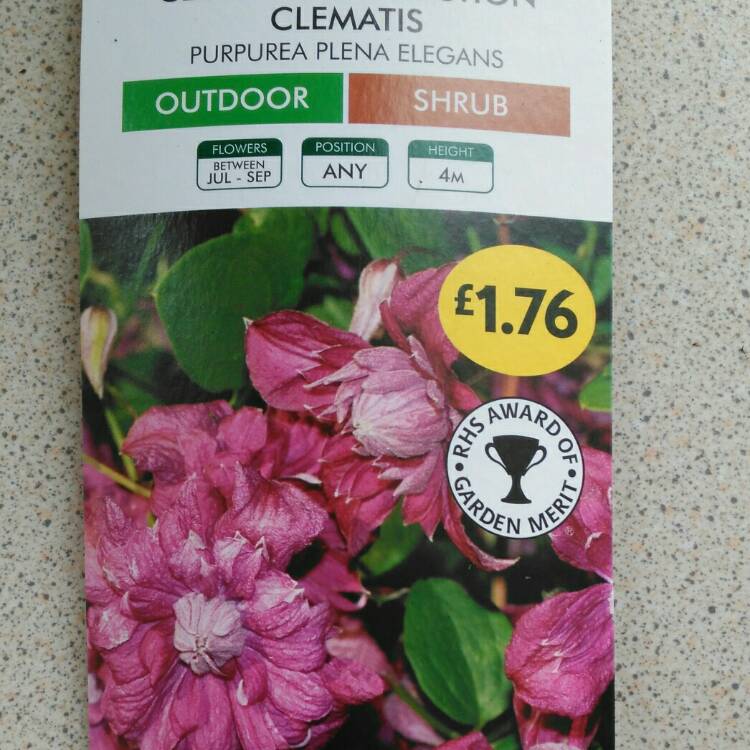 CLEMATIS
PURPUREA PLENA ELEGANS
OUTDOOR SHRUB
FLOWERS
BETWEEN
JUL - SEP
POSITION
ANY
HEIGHT
4M
£1.76
• RHS AWARD OF •
GARDEN MERIT